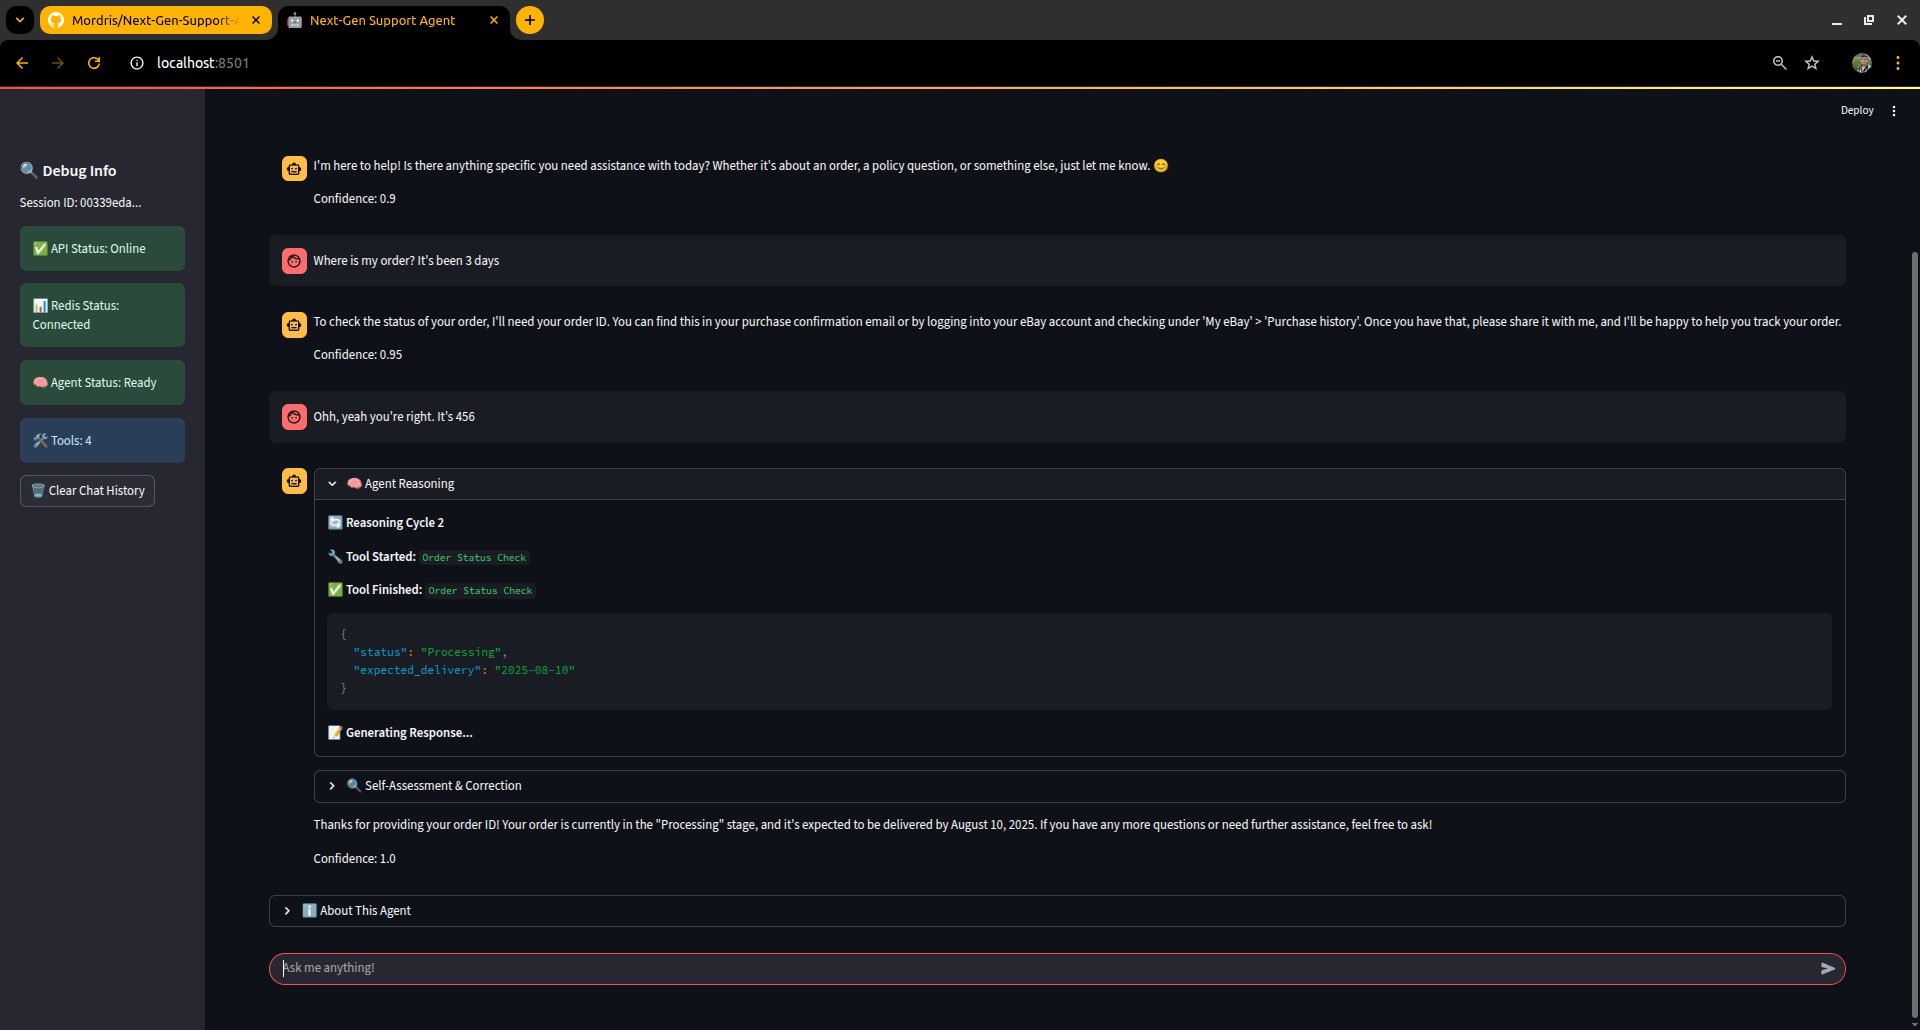 Mordris/Next-Gen-Support-A
Next-Gen Support Agent
localhost:8501
Deploy
🔍 Debug Info
Session ID: 00339eda...
✅ API Status: Online
📊 Redis Status:
Connected
🧠 Agent Status: Ready
🛠️ Tools: 4
🗑️ Clear Chat History
I'm here to help! Is there anything specific you need assistance with today? Whether it's about an order, a policy question, or something else, just let me know. 😊
Confidence: 0.9
Where is my order? It's been 3 days
To check the status of your order, I'll need your order ID. You can find this in your purchase confirmation email or by logging into your eBay account and checking under 'My eBay' > 'Purchase history'. Once you have that, please share it with me, and I'll be happy to help you track your order.
Confidence: 0.95
Ohh, yeah you're right. It's 456
🧠 Agent Reasoning
🔄 Reasoning Cycle 2
🔧 Tool Started: Order Status Check
✅ Tool Finished: Order Status Check
{
"status": "Processing",
"expected_delivery": "2025-08-10"
}
📝 Generating Response...
🔍 Self-Assessment & Correction
Thanks for providing your order ID! Your order is currently in the "Processing" stage, and it's expected to be delivered by August 10, 2025. If you have any more questions or need further assistance, feel free to ask!
Confidence: 1.0
ℹ️ About This Agent
Ask me anything!